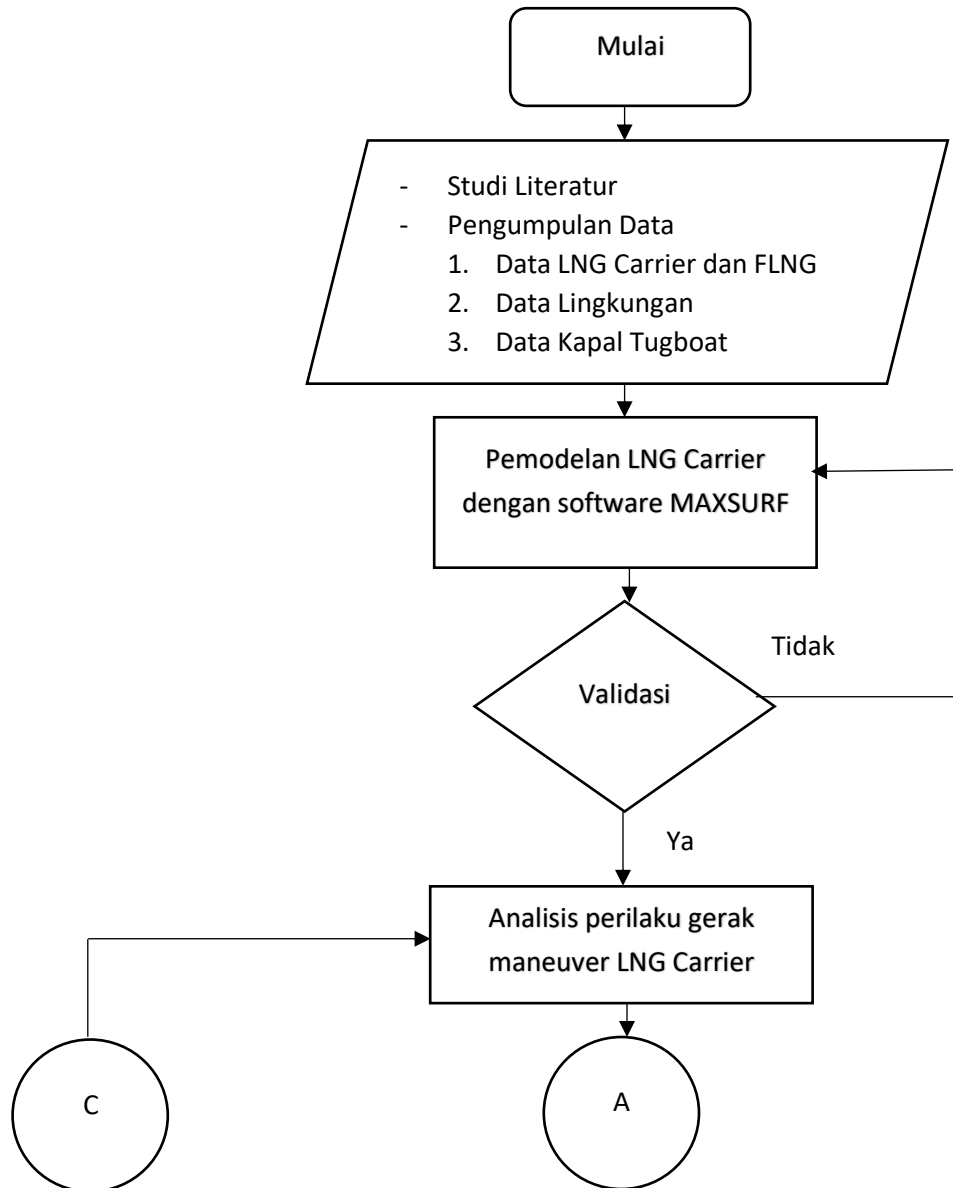 Mulai
- Studi Literatur
- Pengumpulan Data
1. Data LNG Carrier dan FLNG
2. Data Lingkungan
3. Data Kapal Tugboat
Pemodelan LNG Carrier
dengan software MAXSURF
Tidak
Validasi
Ya
Analisis perilaku gerak
maneuver LNG Carrier
C
A